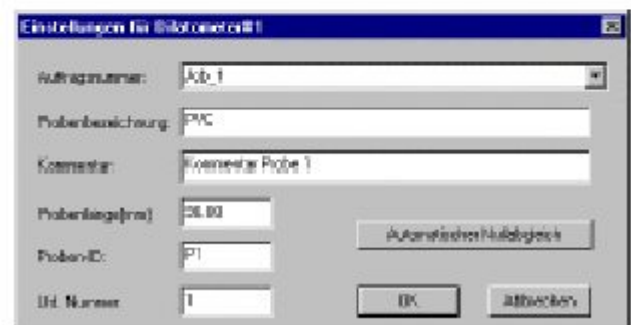 Einstellungen für Dilatometer#1
Auftragsnummer: Job_1
Probenbezeichnung: PVC
Kommentar: Kommentar Probe 1
Probenlänge[mm]
Automatischer Nullabgleich
Proben-ID: P1
Lfd. Nummer: 1
OK Abbrechen